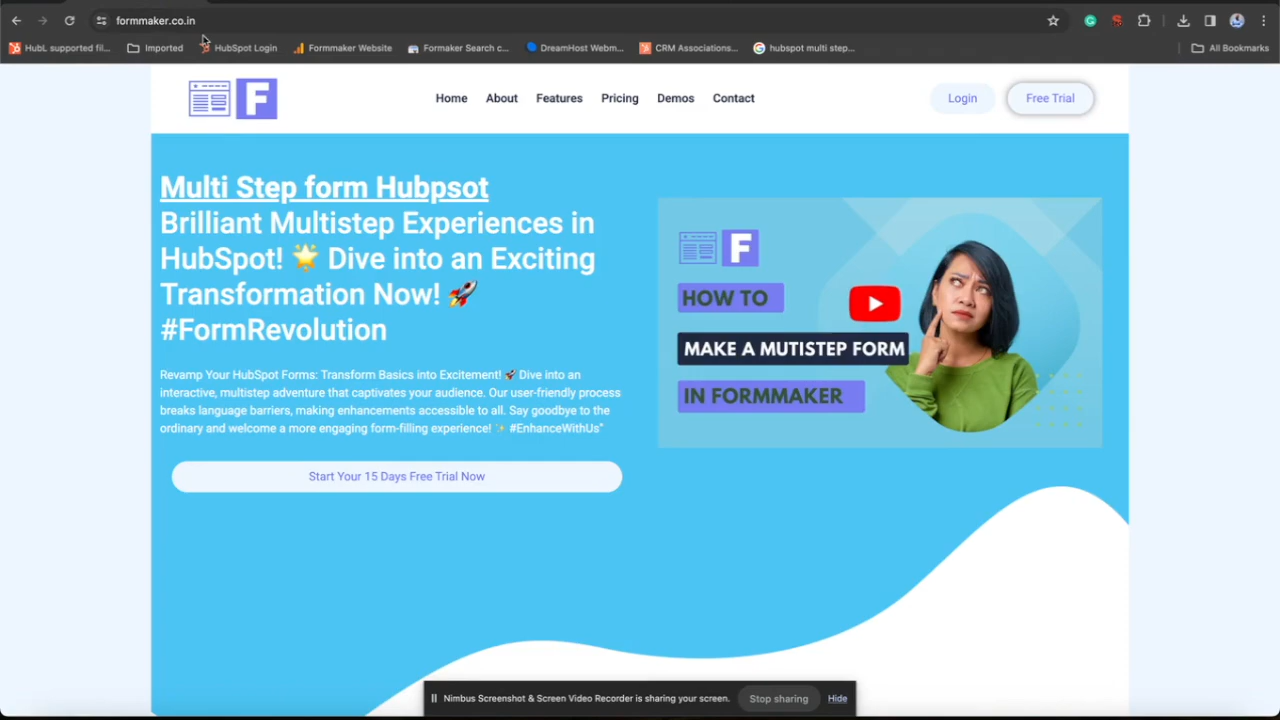 formmaker.co.in
HubL supported fil...
Imported
HubSpot Login
Formmaker Website
Formaker Search c...
DreamHost Webm...
CRM Associations...
hubspot multi step...
All Bookmarks
F
Home
About
Features
Pricing
Demos
Contact
Login
Free Trial
Multi Step form Hubpsot
Brilliant Multistep Experiences in
HubSpot! 🌟 Dive into an Exciting
Transformation Now! 🚀
#FormRevolution
Revamp Your HubSpot Forms: Transform Basics into Excitement! 🚀 Dive into an
interactive, multistep adventure that captivates your audience. Our user-friendly process
breaks language barriers, making enhancements accessible to all. Say goodbye to the
ordinary and welcome a more engaging form-filling experience! ✨ #EnhanceWithUs"
Start Your 15 Days Free Trial Now
F
HOW TO
MAKE A MUTISTEP FORM
IN FORMMAKER
Nimbus Screenshot & Screen Video Recorder is sharing your screen.
Stop sharing
Hide